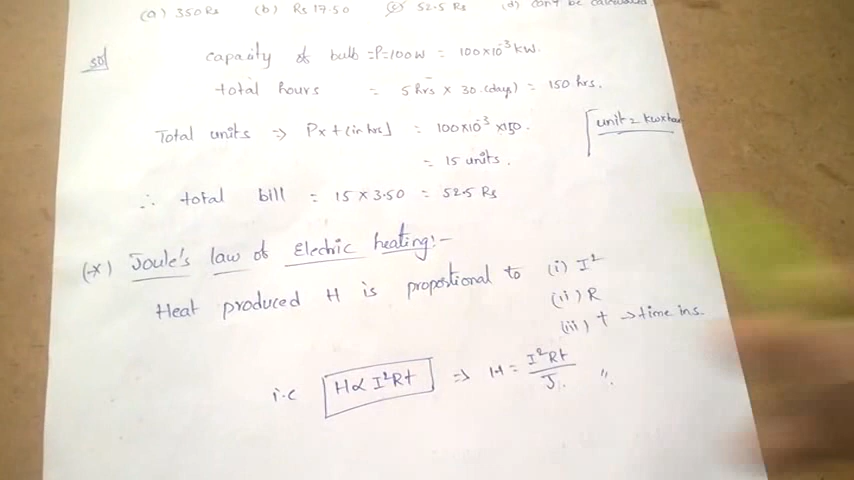 (a) 350 Rs (b) Rs 17.50 (c) 52.5 Rs (d) can't be calculated
sol
capacity of bulb = P = 100W = 100×10⁻³ kW.
total hours = 5 hrs × 30 (days) = 150 hrs.
Total units => P×t (in hrs) = 100×10⁻³ ×150.
[unit = kw×hour
= 15 units.
∴ total bill = 15 × 3.50 = 52.5 Rs
(*) Joule's law of Electric heating:-
Heat produced H is proportional to (i) I²
(ii) R
(iii) t → time in s.
i.e H∝ I²Rt => H = I²Rt/J. "